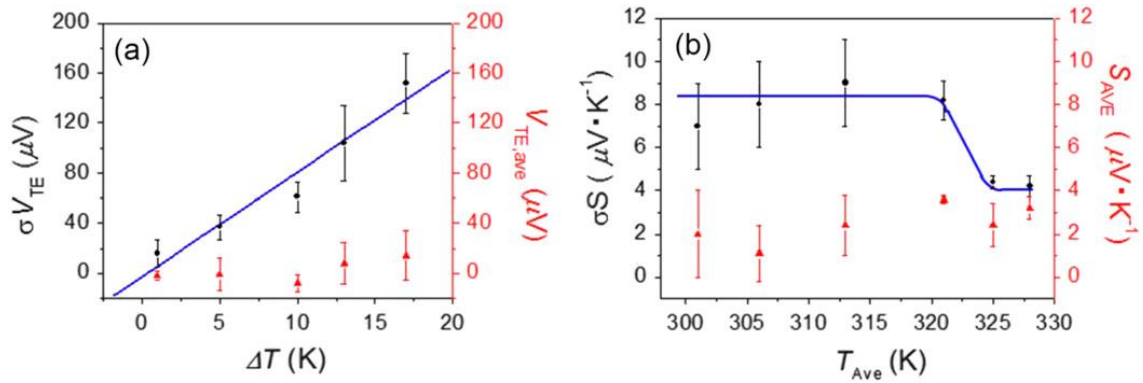 (a)
200
160
120
80
40
0
σV_TE (μV)
0 5 10 15 20
ΔT (K)
200
160
120
80
40
0
V_TE,ave (μV)
(b)
12
10
8
6
4
2
0
σS ( μV·K⁻¹)
300 305 310 315 320 325 330
T_Ave (K)
12
10
8
6
4
2
0
S_AVE ( μV·K⁻¹)